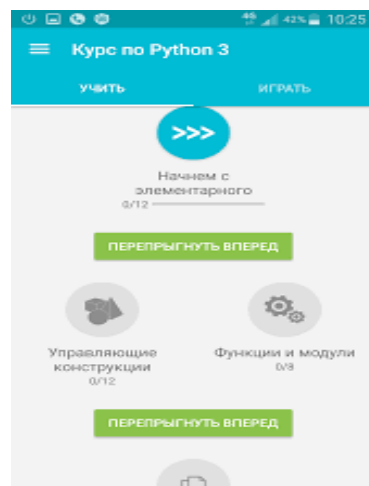 4G 42% 10:25
Курс по Python 3
УЧИТЬ ИГРАТЬ
>>>
Начнем с
элементарного
0/12
ПЕРЕПРЫГНУТЬ ВПЕРЕД
Управляющие
конструкции
0/12
Функции и модули
0/8
ПЕРЕПРЫГНУТЬ ВПЕРЕД